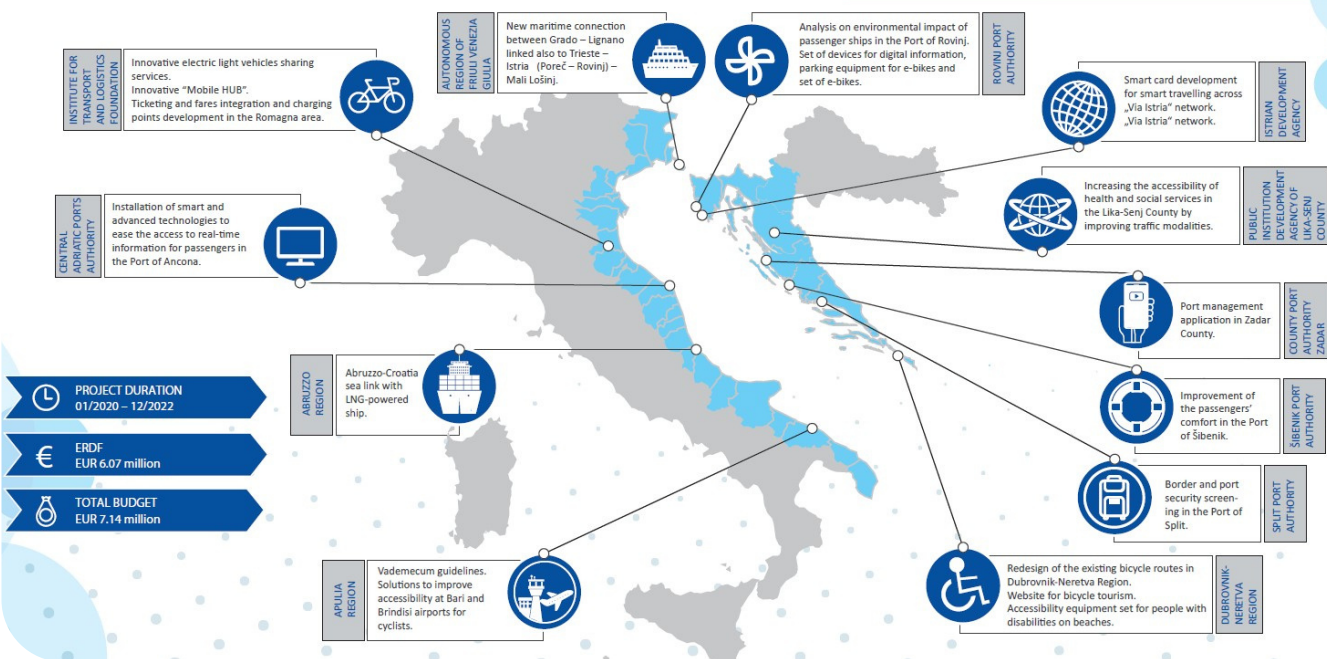 INSTITUTE FOR
TRANSPORT
AND LOGISTICS
FOUNDATION
Innovative electric light vehicles sharing
services.
Innovative "Mobile HUB".
Ticketing and fares integration and charging
points development in the Romagna area.
AUTONOMOUS
REGION OF
FRIULI VENEZIA
GIULIA
New maritime connection
between Grado – Lignano
linked also to Trieste –
Istria (Poreč – Rovinj) –
Mali Lošinj.
Analysis on environmental impact of
passenger ships in the Port of Rovinj.
Set of devices for digital information,
parking equipment for e-bikes and
set of e-bikes.
ROVINJ PORT
AUTHORITY
Smart card development
for smart travelling across
„Via Istria" network.
„Via Istria" network.
ISTRIAN
DEVELOPMENT
AGENCY
CENTRAL
ADRIATIC PORTS
AUTHORITY
Installation of smart and
advanced technologies to
ease the access to real-time
information for passengers in
the Port of Ancona.
Increasing the accessibility of
health and social services in
the Lika-Senj County by
improving traffic modalities.
PUBLIC
INSTITUTION
DEVELOPMENT
AGENCY OF
LIKA-SENJ
COUNTY
Port management
application in Zadar
County.
COUNTY PORT
AUTHORITY
ZADAR
ABRUZZO
REGION
Abruzzo-Croatia
sea link with
LNG-powered
ship.
PROJECT DURATION
01/2020 – 12/2022
ERDF
EUR 6.07 million
TOTAL BUDGET
EUR 7.14 million
Improvement of
the passengers'
comfort in the Port
of Šibenik.
ŠIBENIK PORT
AUTHORITY
Border and port
security screen-
ing in the Port of
Split.
SPLIT PORT
AUTHORITY
APULIA
REGION
Vademecum guidelines.
Solutions to improve
accessibility at Bari and
Brindisi airports for
cyclists.
Redesign of the existing bicycle routes in
Dubrovnik-Neretva Region.
Website for bicycle tourism.
Accessibility equipment set for people with
disabilities on beaches.
DUBROVNIK-
NERETVA
REGION